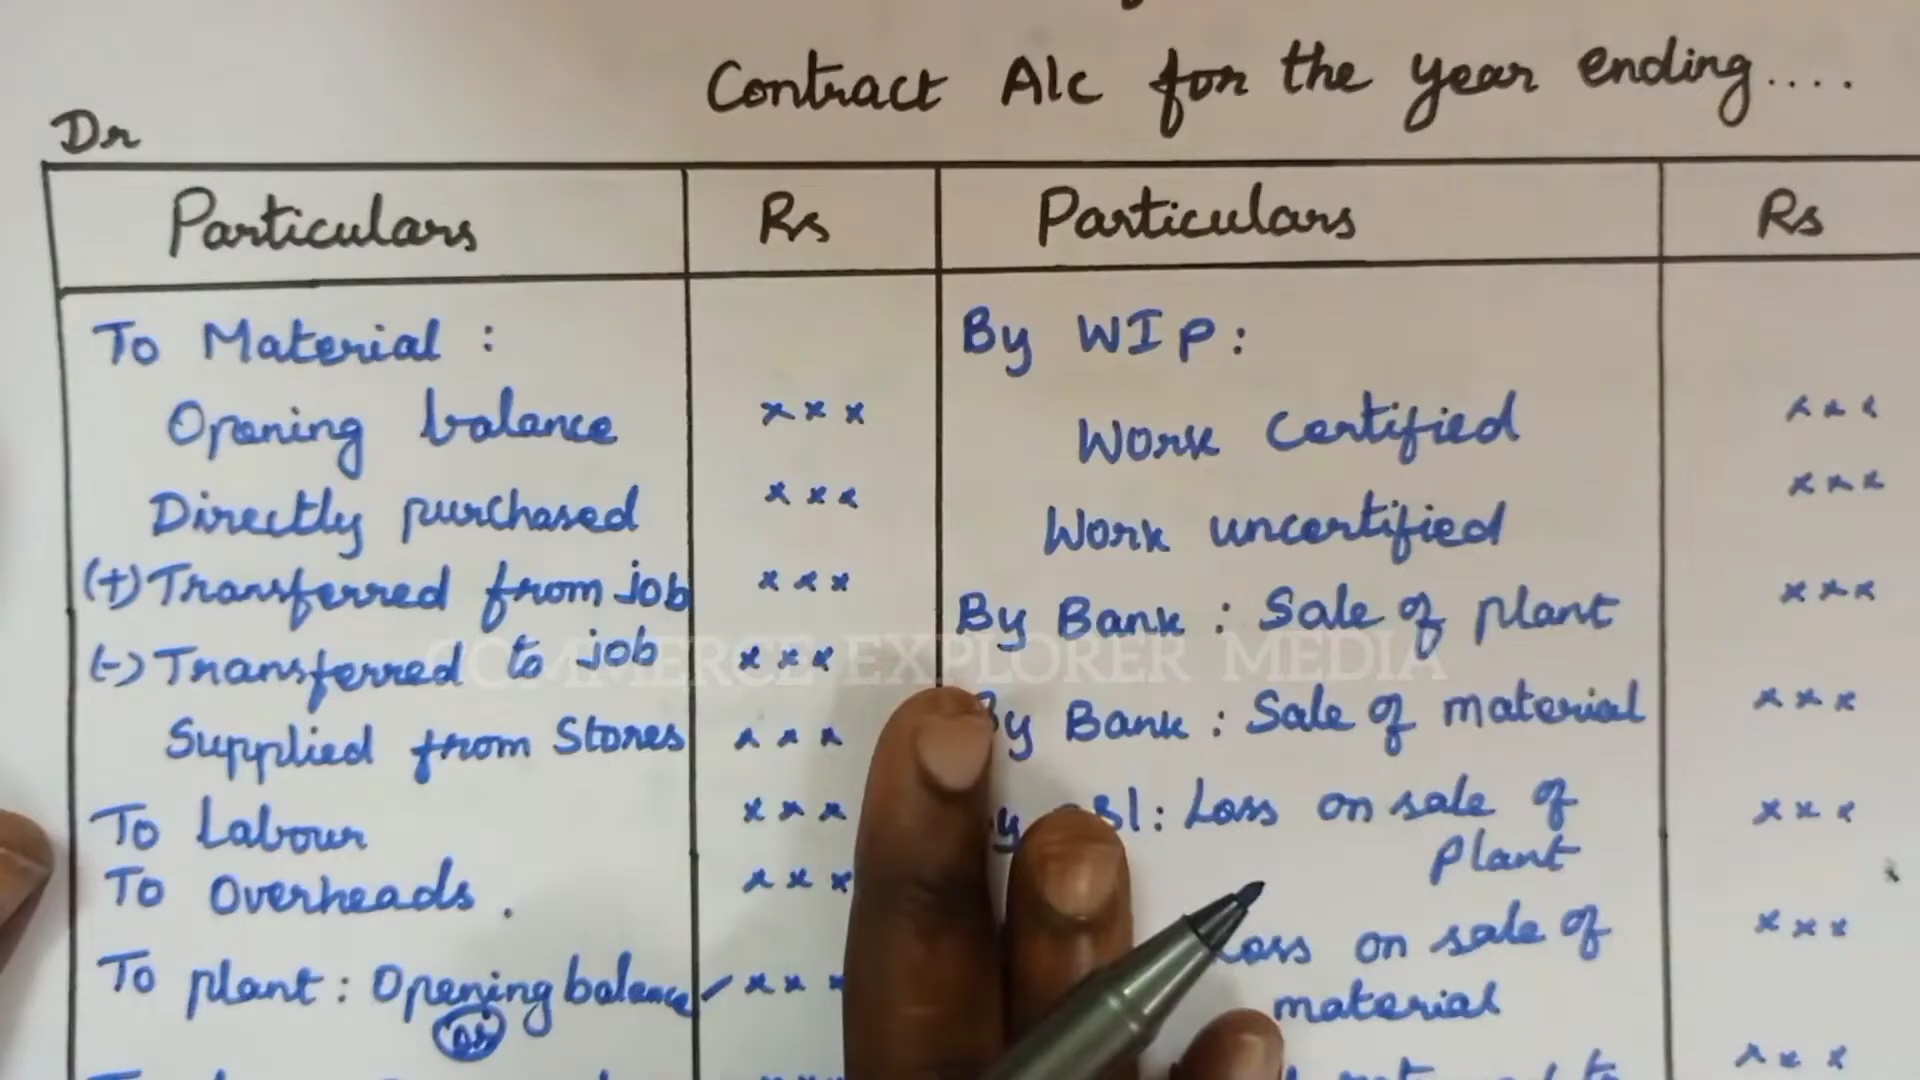 Contract A/c for the year ending....
Dr
Particulars Rs Particulars Rs
To Material :
Opening balance xxx
Directly purchased xxx
(+) Transferred from job xxx
(-) Transferred to job xxx
Supplied from Stores xxx
To Labour xxx
To Overheads . xxx
To plant : Opening balance xxx
By WIP :
Work Certified xxx
Work uncertified xxx
By Bank : Sale of plant xxx
By Bank : Sale of material xxx
Loss on sale of xxx
Plant
Loss on sale of xxx
material
xxx
COMMERCE EXPLORER MEDIA